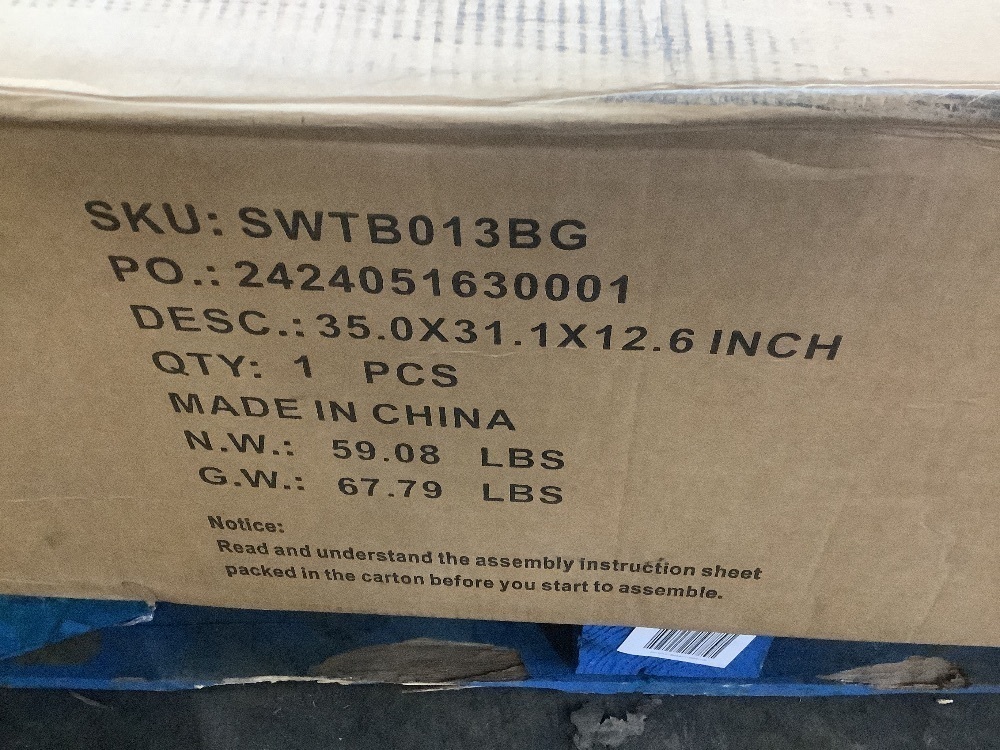 SKU: SWTB013BG
PO.: 2424051630001
DESC.: 35.0X31.1X12.6 INCH
QTY: 1 PCS
MADE IN CHINA
N.W.: 59.08 LBS
G.W.: 67.79 LBS
Notice:
Read and understand the assembly instruction sheet
packed in the carton before you start to assemble.